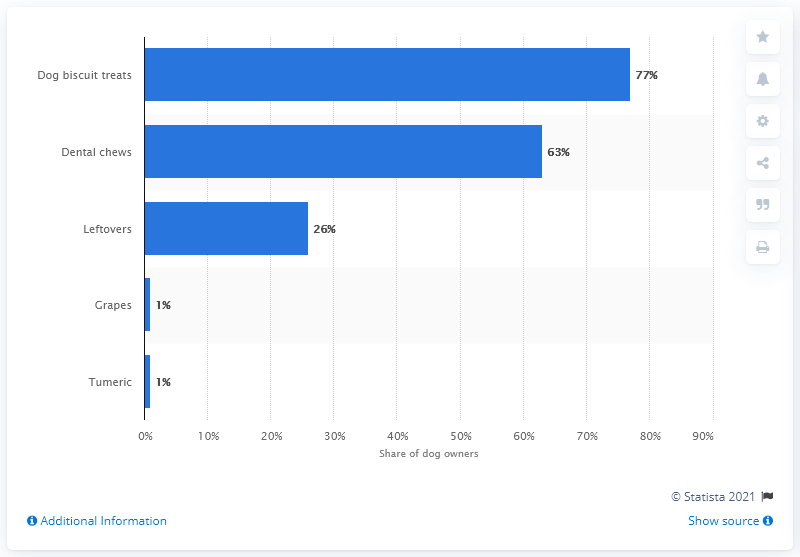 Dog biscuit treats
77%
Dental chews
63%
Leftovers
26%
Grapes
1%
Tumeric
1%
0% 10% 20% 30% 40% 50% 60% 70% 80% 90%
Share of dog owners
© Statista 2021
Additional Information
Show source